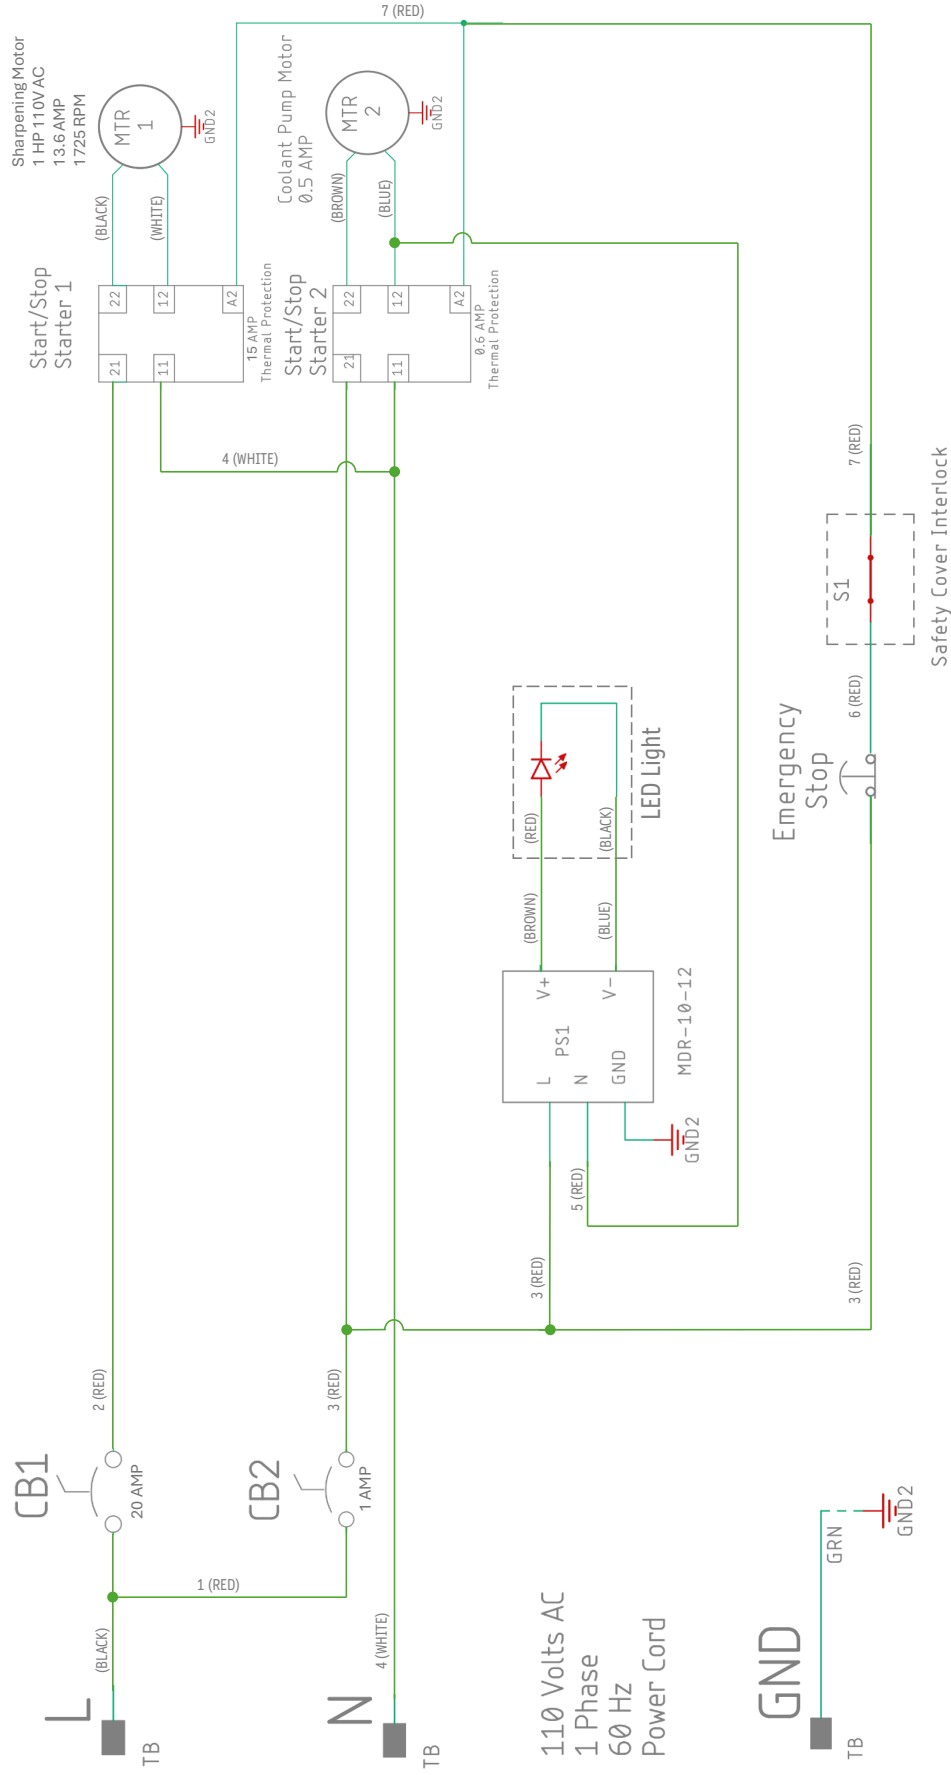 Sharpening Motor
1 HP 110V AC
13.6 AMP
1725 RPM
MTR
1
GND2
7 (RED)
Coolant Pump Motor
0.5 AMP
MTR
2
GND2
(BLACK)
(WHITE)
(BROWN)
(BLUE)
Start/Stop
Starter 1
22
12
A2
21
11
15 AMP
Thermal Protection
Start/Stop
Starter 2
22
12
A2
21
11
0.6 AMP
Thermal Protection
4 (WHITE)
7 (RED)
S1
Safety Cover Interlock
6 (RED)
Emergency
Stop
LED Light
(RED)
(BLACK)
(BROWN)
(BLUE)
V+
V-
PS1
L
N
GND
MDR-10-12
GND2
5 (RED)
3 (RED)
3 (RED)
2 (RED)
3 (RED)
CB1
20 AMP
CB2
1 AMP
1 (RED)
(BLACK)
4 (WHITE)
L
TB
N
TB
110 Volts AC
1 Phase
60 Hz
Power Cord
GND
TB
GRN
GND2